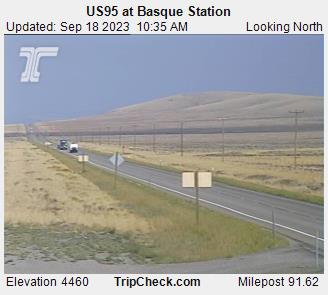 US95 at Basque Station
Updated: Sep 18 2023 10:35 AM Looking North
Elevation 4460 TripCheck.com Milepost 91.62